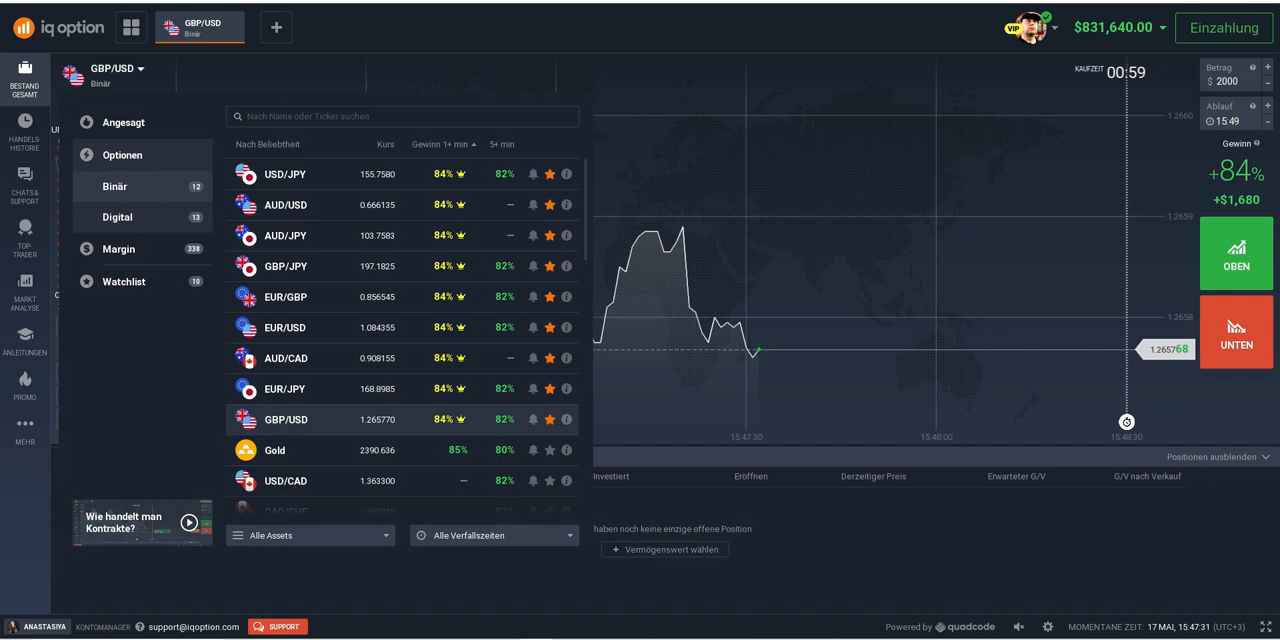 iq option
GBP/USD
Binär
VIP
$831,640.00
Einzahlung
BESTAND
GESAMT
HANDELS-
HISTORIE
CHATS &
SUPPORT
TOP-
TRADER
MARKT
ANALYSE
ANLEITUNGEN
PROMO
MEHR
GBP/USD
Binär
Angesagt
Optionen
Binär 12
Digital 13
Margin 338
Watchlist 10
Wie handelt man
Kontrakte?
Nach Name oder Ticker suchen
Nach Beliebtheit Kurs Gewinn 1+ min 5+ min
USD/JPY 155.7580 84% 82%
AUD/USD 0.666135 84% –
AUD/JPY 103.7583 84% –
GBP/JPY 197.1825 84% 82%
EUR/GBP 0.856545 84% 82%
EUR/USD 1.084355 84% 82%
AUD/CAD 0.908155 84% –
EUR/JPY 168.8985 84% 82%
GBP/USD 1.265770 84% 82%
Gold 2390.636 85% 80%
USD/CAD 1.363300 – 82%
CAD/CHF
Alle Assets
Alle Verfallszeiten
KAUFZEIT 00:59
1.2660
1.2659
1.2658
1.265768
15:47:30 15:48:00 15:48:30
Betrag
$ 2000
Ablauf
15:49
Gewinn
+84%
+$1,680
OBEN
UNTEN
Positionen ausblenden
Investiert Eröffnen Derzeitiger Preis Erwarteter G/V G/V nach Verkauf
haben noch keine einzige offene Position
+ Vermögenswert wählen
ANASTASIYA KONTOMANAGER support@iqoption.com SUPPORT
Powered by quadcode
MOMENTANE ZEIT: 17 MAI, 15:47:31 (UTC+3)